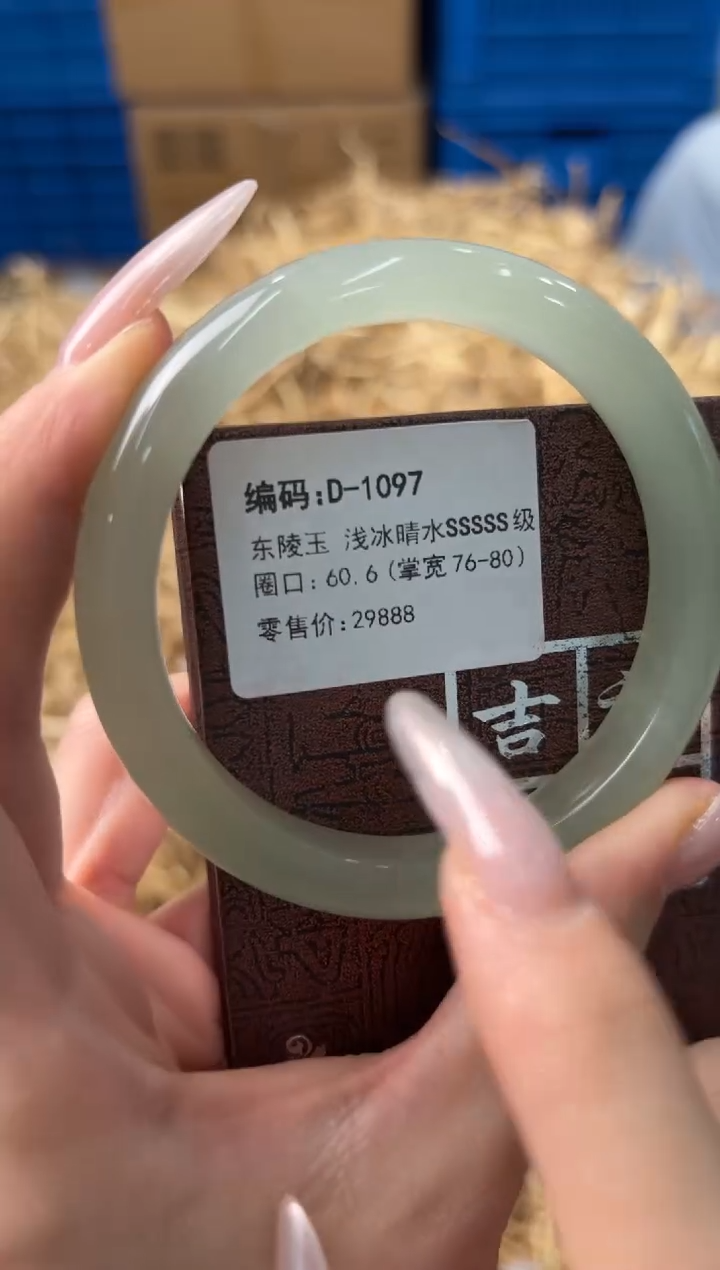 编码:D-1097
东陵玉 浅冰晴水SSSSS级
圈口: 60.6 (掌宽76-80)
零售价:29888
吉